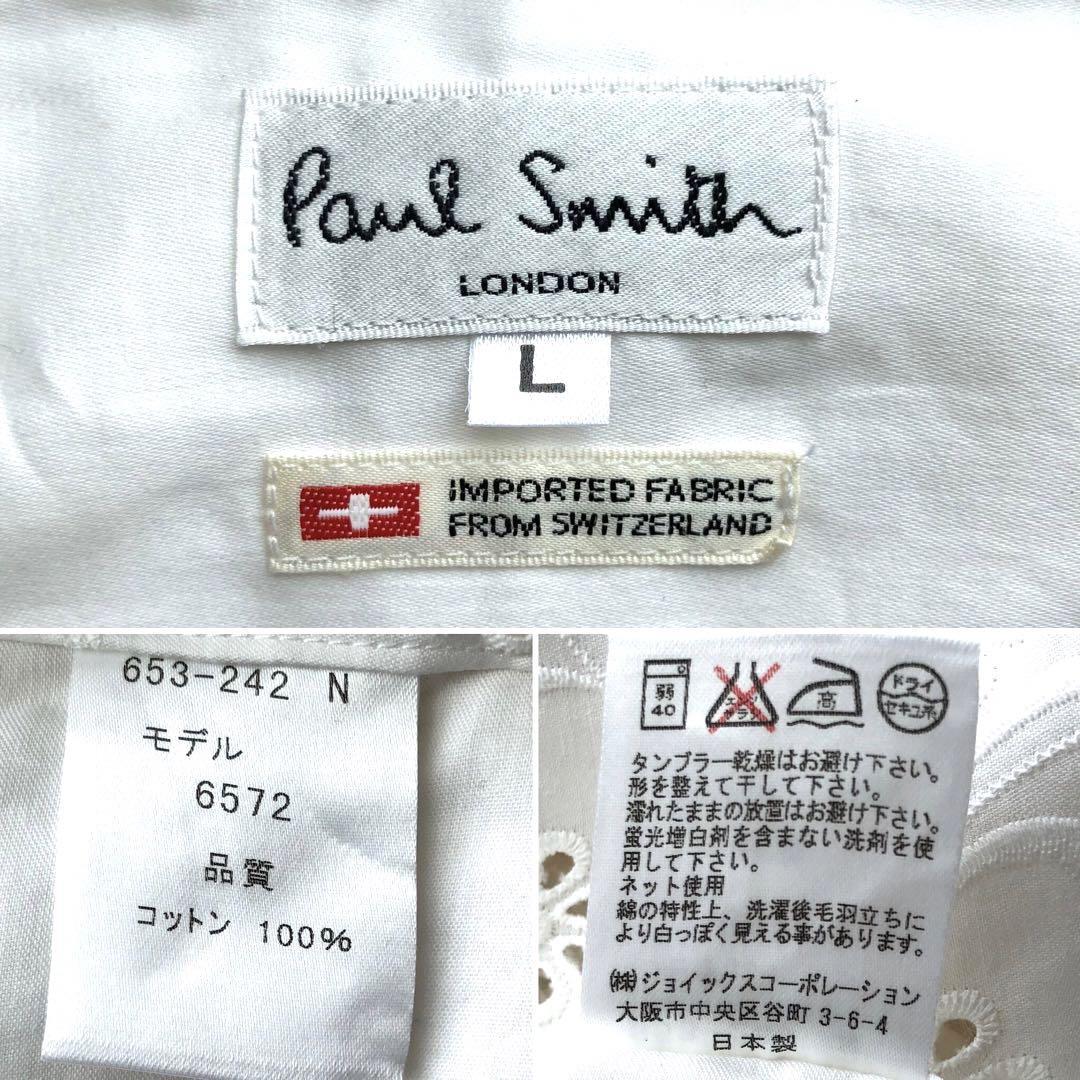 Paul Smith
LONDON
L
IMPORTED FABRIC
FROM SWITZERLAND
653-242 N
モデル
6572
品質
コットン 100%
弱
40
エンソ
サラシ
高
ドライ
セキユ系
タンブラー乾燥はお避け下さい。
形を整えて干して下さい。
濡れたままの放置はお避け下さい。
蛍光増白剤を含まない洗剤を使
用して下さい。
ネット使用
綿の特性上、洗濯後毛羽立ちに
より白っぽく見える事があります。
㈱ジョイックスコーポレーション
大阪市中央区谷町 3-6-4
日本製